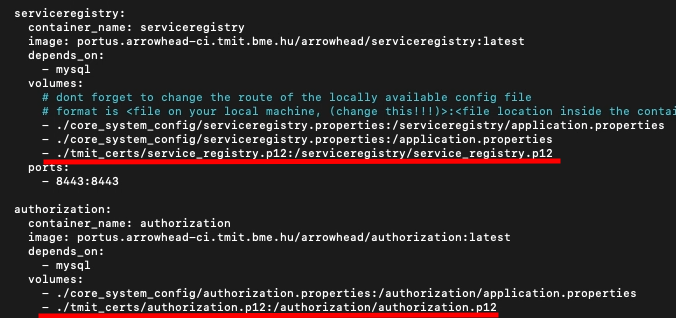 serviceregistry:
container_name: serviceregistry
image: portus.arrowhead-ci.tmit.bme.hu/arrowhead/serviceregistry:latest
depends_on:
- mysql
volumes:
# dont forget to change the route of the locally available config file
# format is <file on your local machine, (change this!!!)>:<file location inside the contai
- ./core_system_config/serviceregistry.properties:/serviceregistry/application.properties
- ./core_system_config/serviceregistry.properties:/application.properties
- ./tmit_certs/service_registry.p12:/serviceregistry/service_registry.p12
ports:
- 8443:8443
authorization:
container_name: authorization
image: portus.arrowhead-ci.tmit.bme.hu/arrowhead/authorization:latest
depends_on:
- mysql
volumes:
- ./core_system_config/authorization.properties:/authorization/application.properties
- ./tmit_certs/authorization.p12:/authorization/authorization.p12